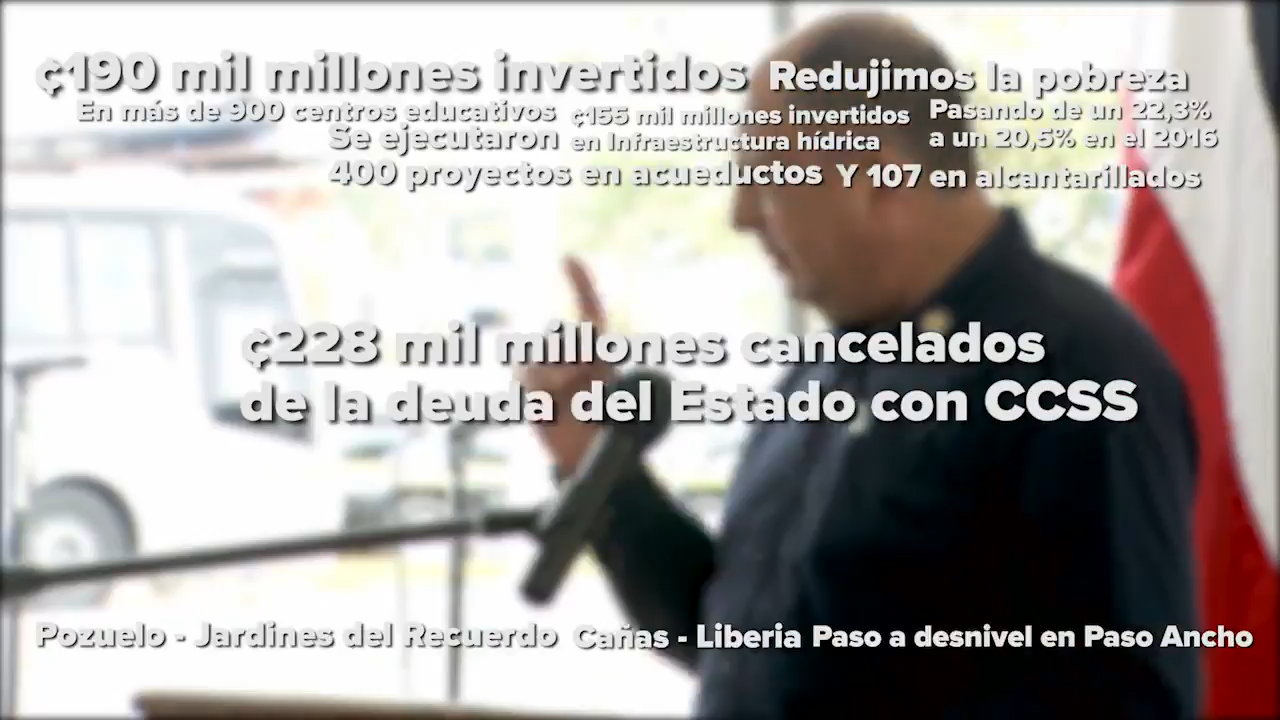 ¢190 mil millones invertidos
En más de 900 centros educativos
Redujimos la pobreza
Pasando de un 22,3%
a un 20,5% en el 2016
¢155 mil millones invertidos
en Infraestructura hídrica
Se ejecutaron
400 proyectos en acueductos
Y 107 en alcantarillados
¢228 mil millones cancelados
de la deuda del Estado con CCSS
Pozuelo - Jardines del Recuerdo
Cañas - Liberia
Paso a desnivel en Paso Ancho